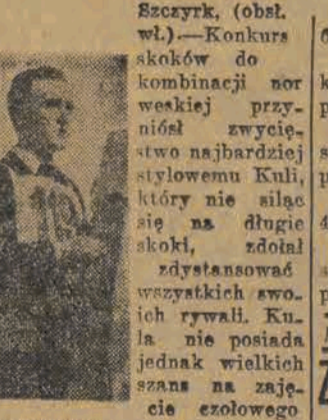 Szczyrk, (obsł.
wł.).—Konkurs
skoków do
kombinacji nor
weskiej przy-
niósł zwycię-
stwo najbardziej
stylowemu Kuli,
który nie siląc
się na długie
skoki, zdołał
zdystansować
wszystkich swo-
ich rywali. Ku-
la nie posiada
jednak wielkich
szans na zaję-
cie czołowego